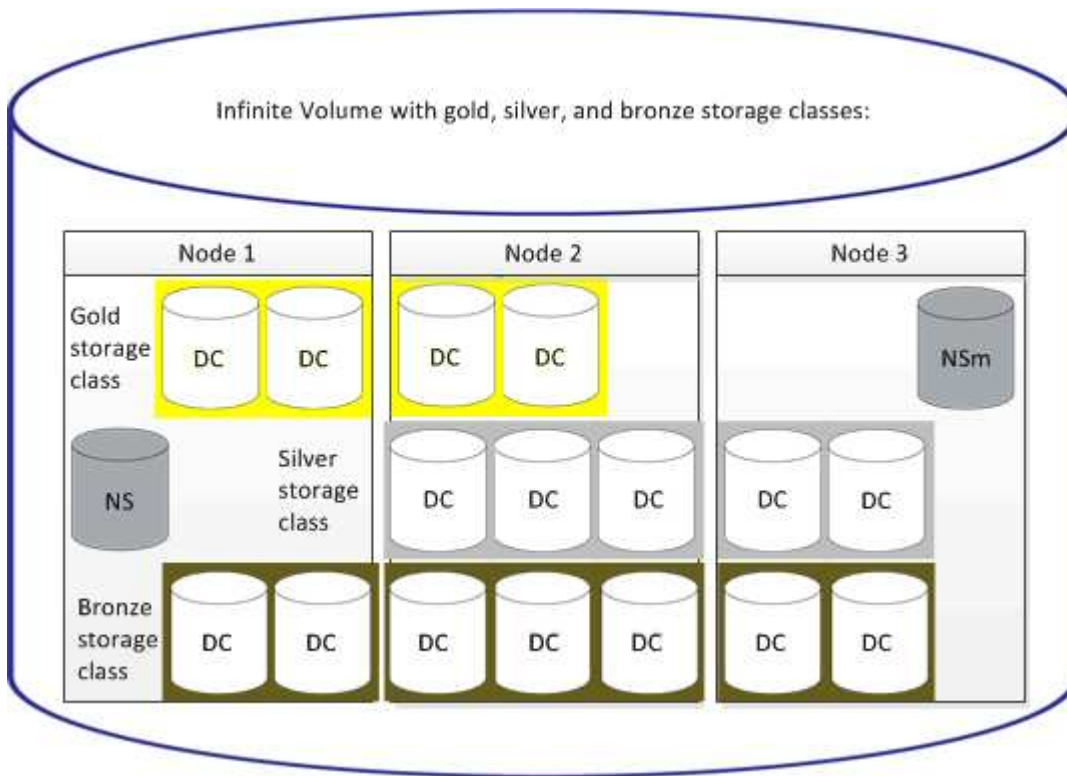 Infinite Volume with gold, silver, and bronze storage classes:
Node 1
Node 2
Node 3
Gold
storage
class
DC
DC
DC
DC
NSm
NS
Silver
storage
class
DC
DC
DC
DC
DC
Bronze
storage
class
DC
DC
DC
DC
DC
DC
DC